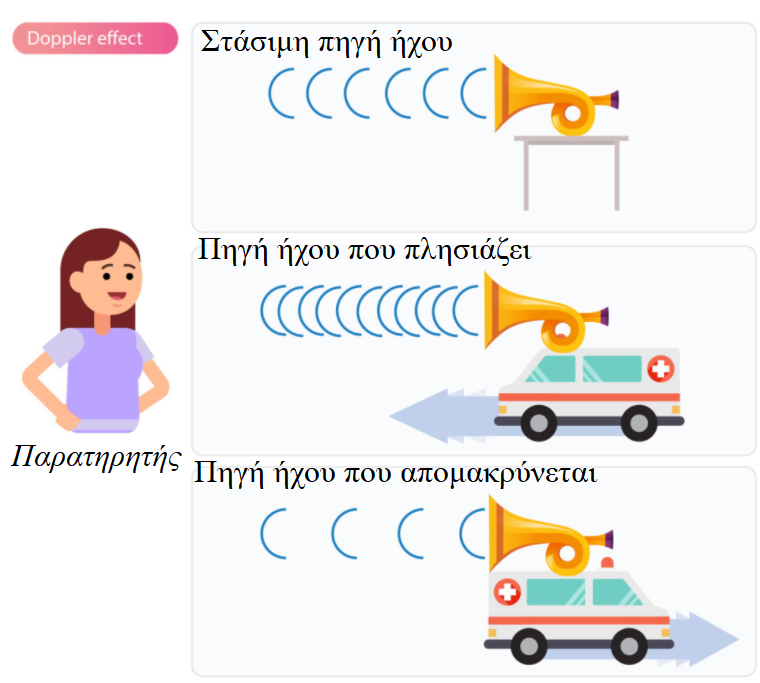 Doppler effect
Στάσιμη πηγή ήχου
Πηγή ήχου που πλησιάζει
Παρατηρητής
Πηγή ήχου που απομακρύνεται